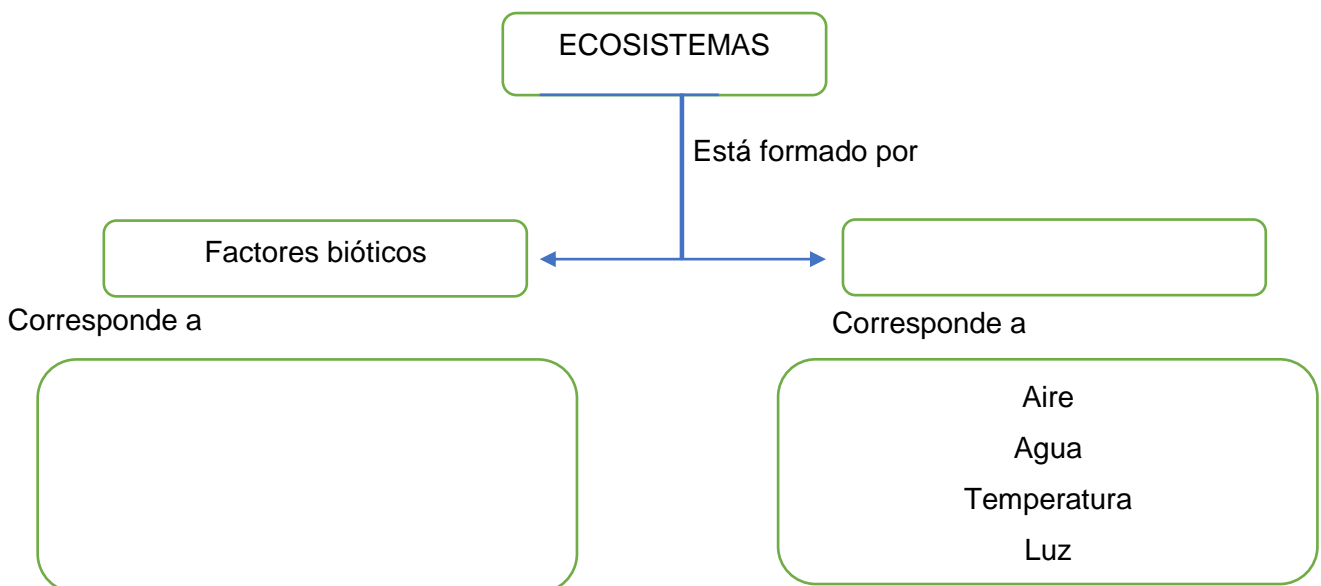 ECOSISTEMAS
Está formado por
Factores bióticos
Corresponde a
Corresponde a
Aire
Agua
Temperatura
Luz